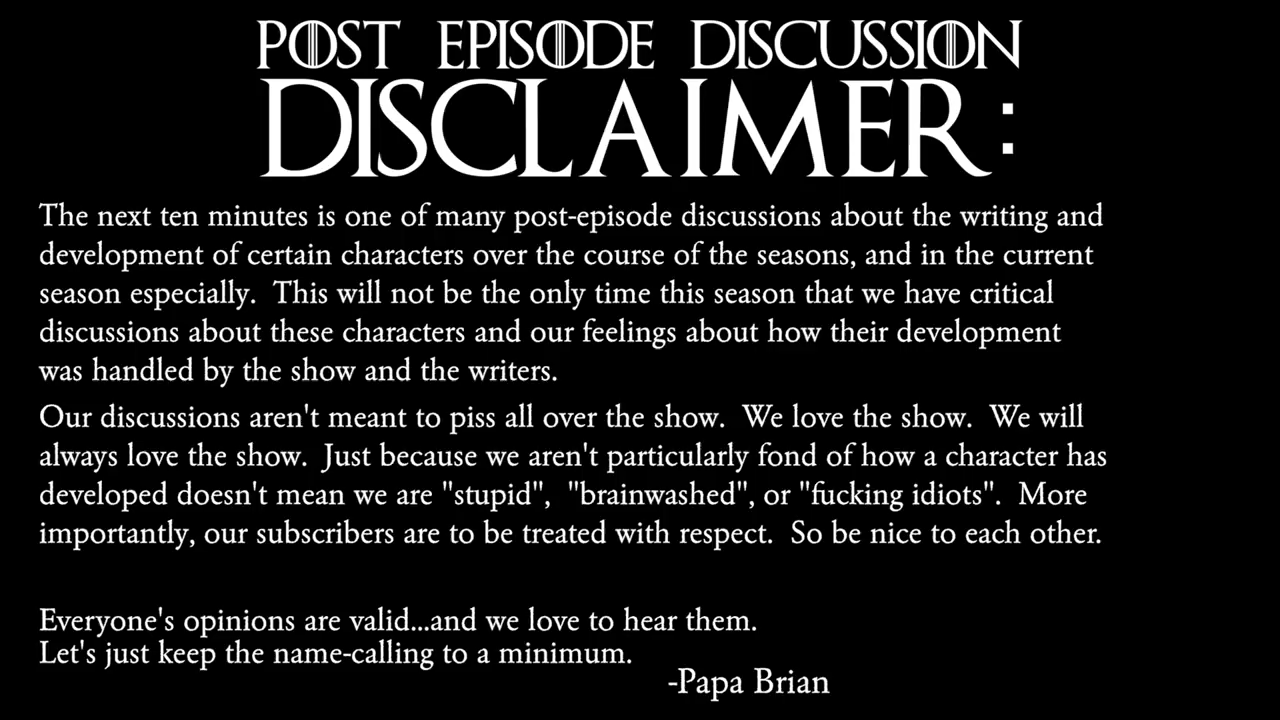 POST EPISODE DISCUSSION
DISCLAIMER:
The next ten minutes is one of many post-episode discussions about the writing and
development of certain characters over the course of the seasons, and in the current
season especially.  This will not be the only time this season that we have critical
discussions about these characters and our feelings about how their development
was handled by the show and the writers.
Our discussions aren't meant to piss all over the show.  We love the show.  We will
always love the show.  Just because we aren't particularly fond of how a character has
developed doesn't mean we are "stupid",  "brainwashed", or "fucking idiots".  More
importantly, our subscribers are to be treated with respect.  So be nice to each other.
Everyone's opinions are valid...and we love to hear them.
Let's just keep the name-calling to a minimum.
-Papa Brian